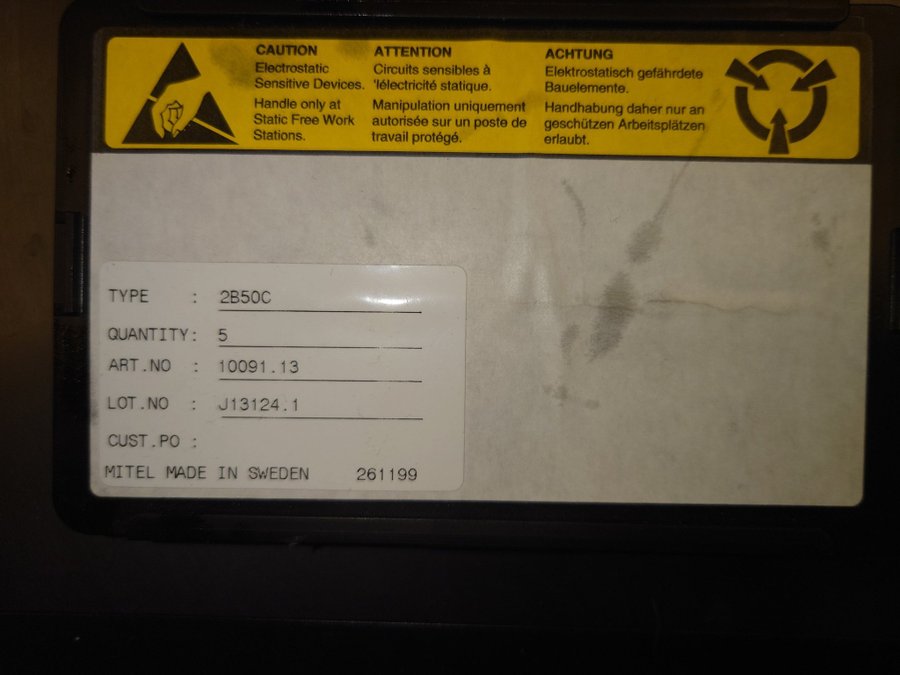 CAUTION
Electrostatic
Sensitive Devices.
Handle only at
Static Free Work
Stations.
ATTENTION
Circuits sensibles à
'lélectricité statique.
Manipulation uniquement
autorisée sur un poste de
travail protégé.
ACHTUNG
Elektrostatisch gefährdete
Bauelemente.
Handhabung daher nur an
geschützen Arbeitsplätzen
erlaubt.
TYPE : 2B50C
QUANTITY: 5
ART.NO : 10091.13
LOT.NO : J13124.1
CUST.PO :
MITEL MADE IN SWEDEN 261199